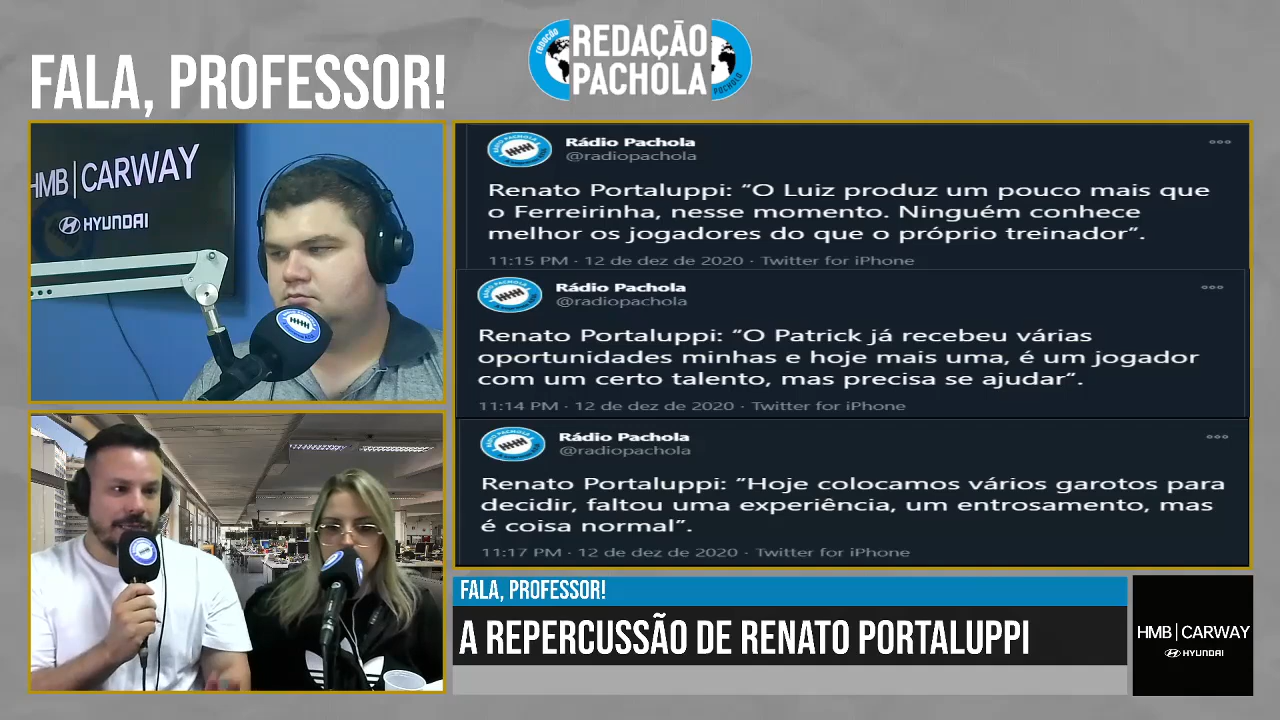 FALA, PROFESSOR!
redação
REDAÇÃO
PACHOLA
PACHOLA
HMB | CARWAY
HYUNDAI
Rádio Pachola
@radiopachola
Renato Portaluppi: “O Luiz produz um pouco mais que
o Ferreirinha, nesse momento. Ninguém conhece
melhor os jogadores do que o próprio treinador”.
11:15 PM · 12 de dez de 2020 · Twitter for iPhone
Rádio Pachola
@radiopachola
Renato Portaluppi: “O Patrick já recebeu várias
oportunidades minhas e hoje mais uma, é um jogador
com um certo talento, mas precisa se ajudar”.
11:14 PM · 12 de dez de 2020 · Twitter for iPhone
Rádio Pachola
@radiopachola
Renato Portaluppi: “Hoje colocamos vários garotos para
decidir, faltou uma experiência, um entrosamento, mas
é coisa normal”.
11:17 PM · 12 de dez de 2020 · Twitter for iPhone
FALA, PROFESSOR!
A REPERCUSSÃO DE RENATO PORTALUPPI
HMB | CARWAY
HYUNDAI